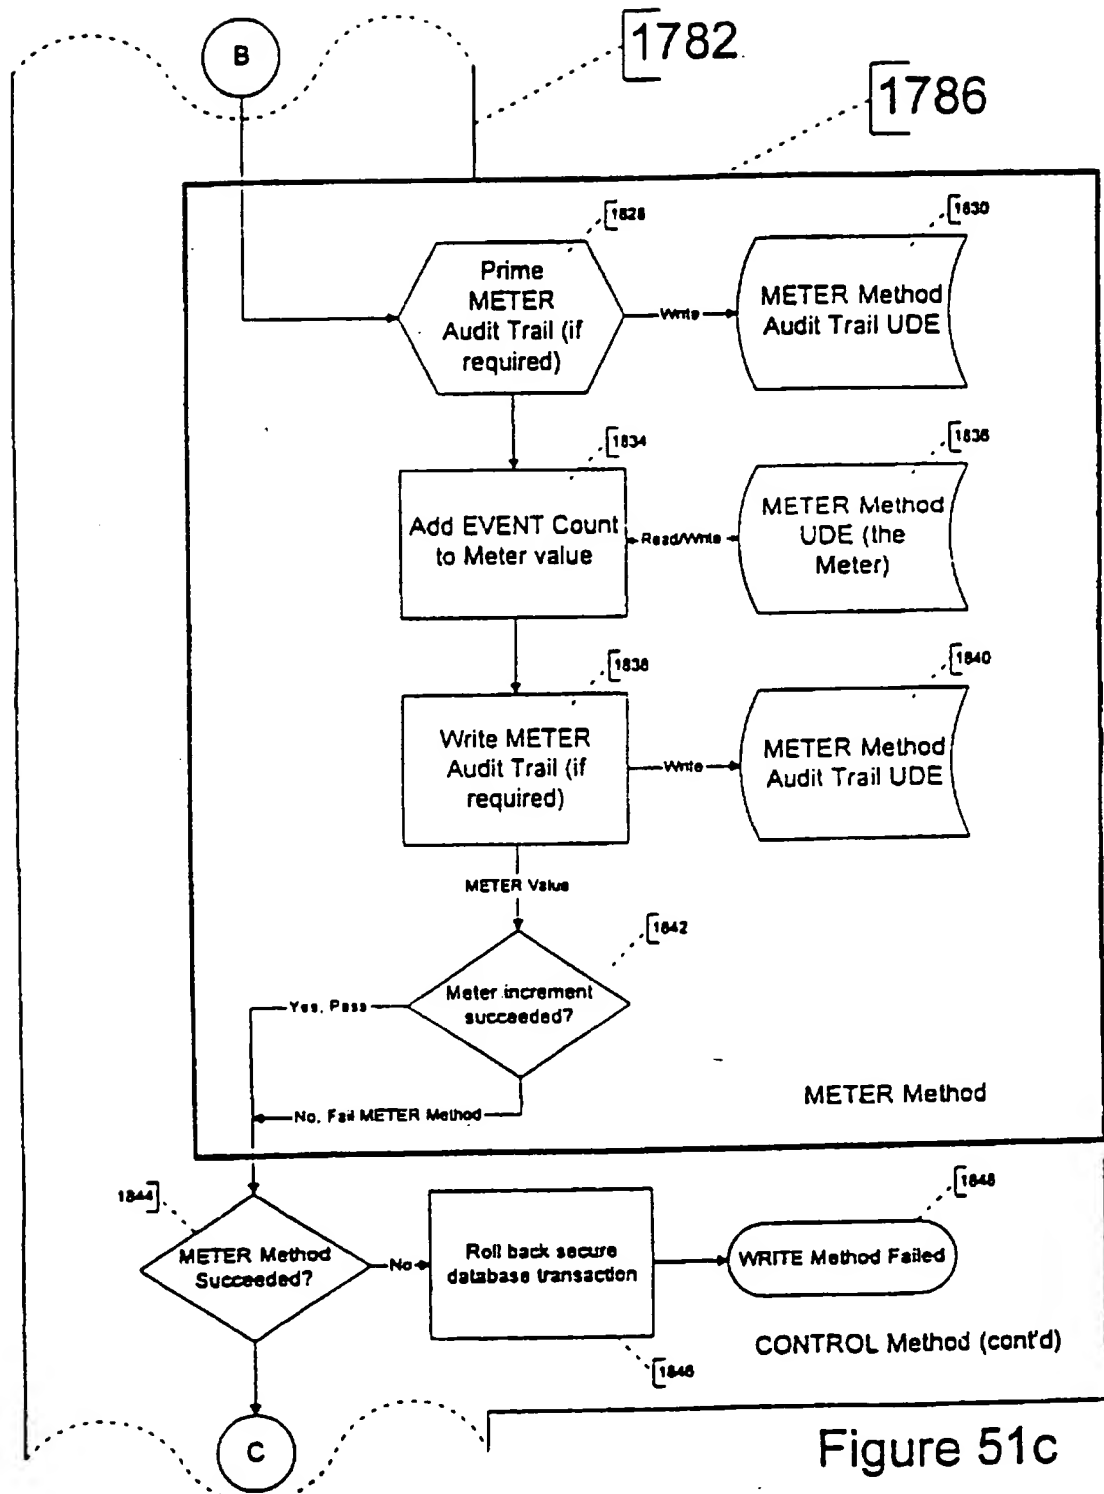 B
1782
1786
1828
Prime
METER
Audit Trail (if
required)
Write
1830
METER Method
Audit Trail UDE
1834
Add EVENT Count
to Meter value
Read/Write
1836
METER Method
UDE (the
Meter)
1838
Write METER
Audit Trail (if
required)
Write
1840
METER Method
Audit Trail UDE
METER Value
1842
Meter increment
succeeded?
Yes, Pass
No, Fail METER Method
METER Method
1844
METER Method
Succeeded?
No
Roll back secure
database transaction
1846
1848
WRITE Method Failed
CONTROL Method (cont'd)
C
Figure 51c